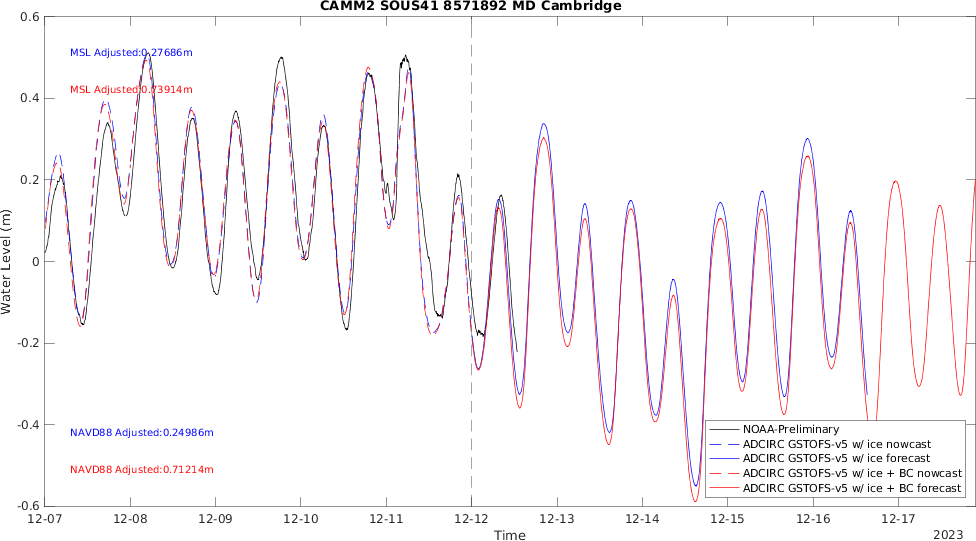 CAMM2 SOUS41 8571892 MD Cambridge
0.6
0.4
0.2
0
-0.2
-0.4
-0.6
Water Level (m)
MSL Adjusted:0.27686m
MSL Adjusted:0.73914m
NAVD88 Adjusted:0.24986m
NAVD88 Adjusted:0.71214m
NOAA-Preliminary
ADCIRC GSTOFS-v5 w/ ice nowcast
ADCIRC GSTOFS-v5 w/ ice forecast
ADCIRC GSTOFS-v5 w/ ice + BC nowcast
ADCIRC GSTOFS-v5 w/ ice + BC forecast
12-07 12-08 12-09 12-10 12-11 12-12 12-13 12-14 12-15 12-16 12-17
Time
2023